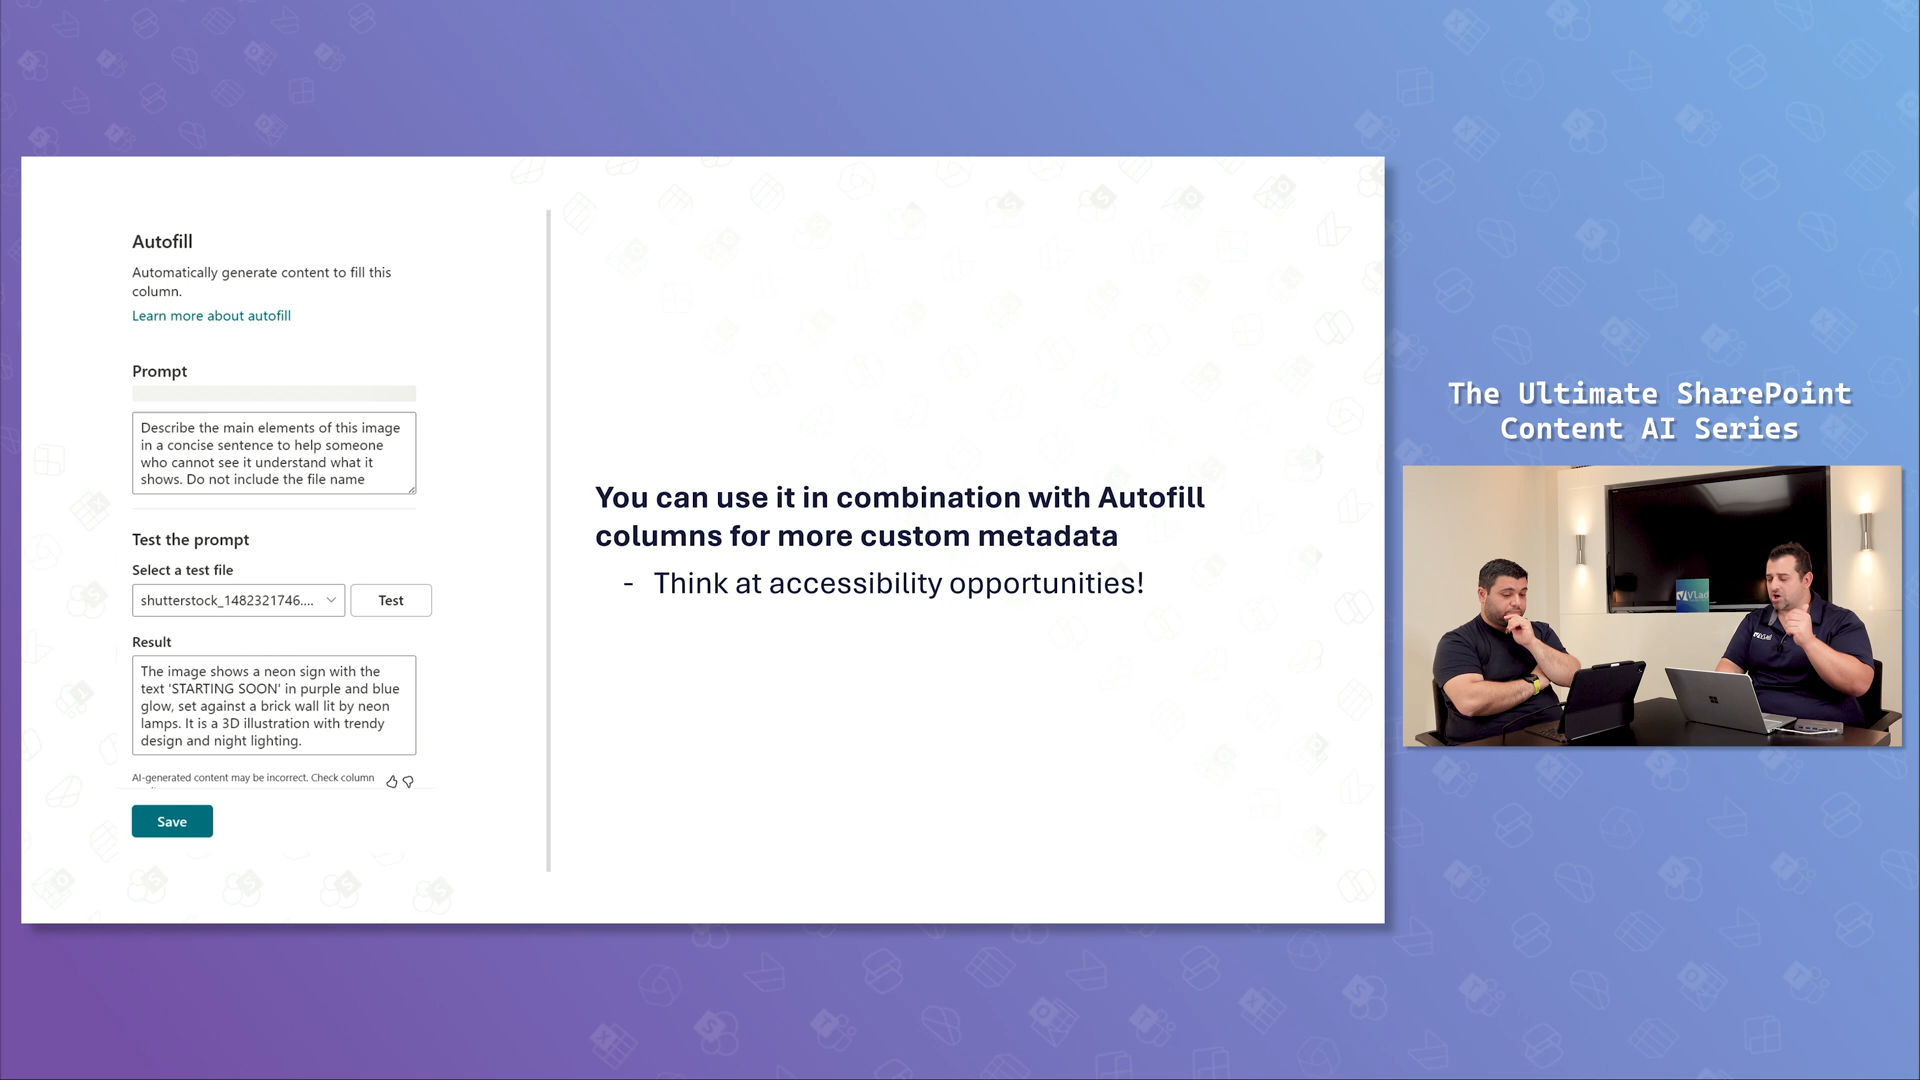 Autofill
Automatically generate content to fill this
column.
Learn more about autofill
Prompt
Describe the main elements of this image
in a concise sentence to help someone
who cannot see it understand what it
shows. Do not include the file name
Test the prompt
Select a test file
shutterstock_1482321746....
Test
Result
The image shows a neon sign with the
text 'STARTING SOON' in purple and blue
glow, set against a brick wall lit by neon
lamps. It is a 3D illustration with trendy
design and night lighting.
AI-generated content may be incorrect. Check column
Save
You can use it in combination with Autofill
columns for more custom metadata
- Think at accessibility opportunities!
The Ultimate SharePoint
Content AI Series
Vlad